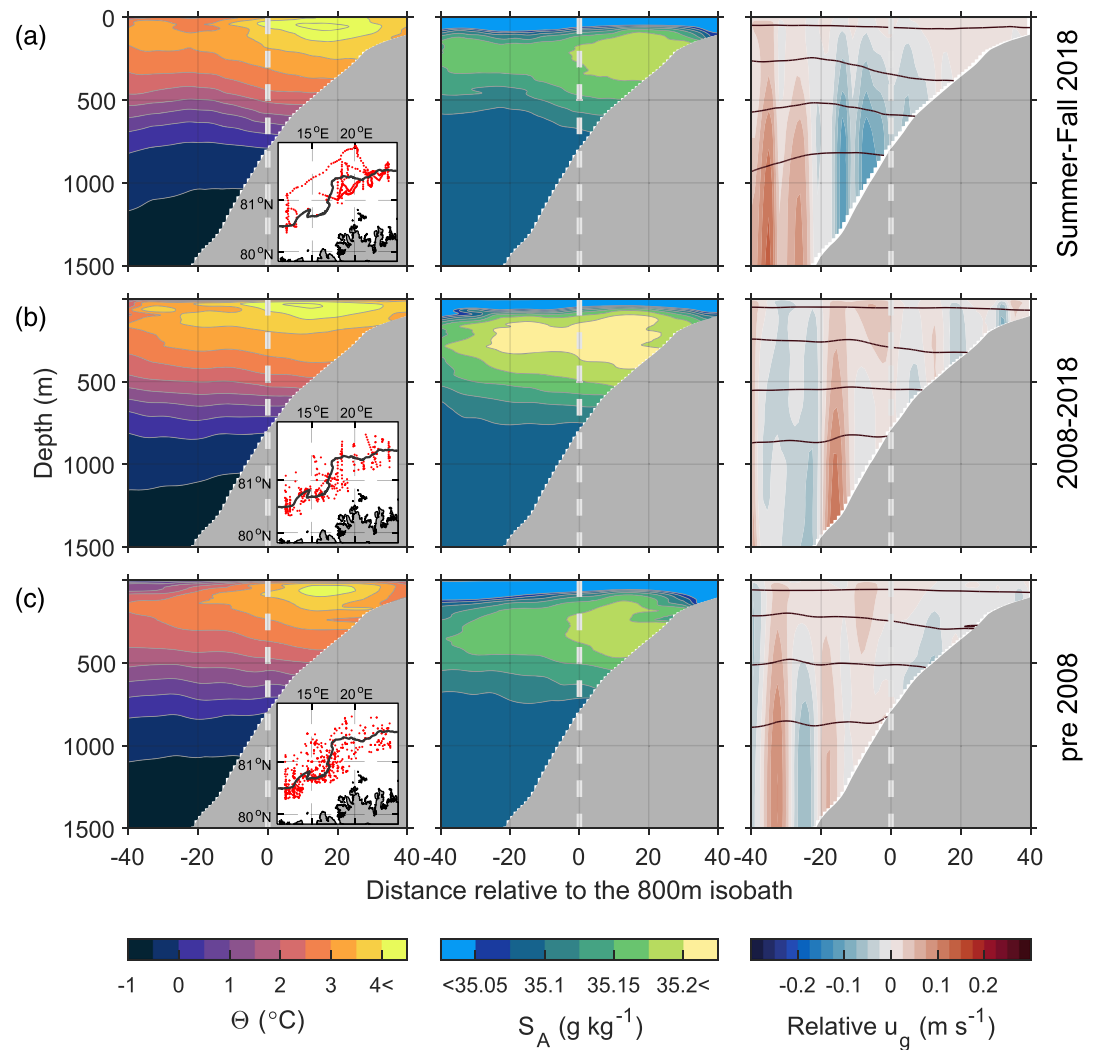 (a)
0
500
1000
1500
15°E 20°E
81°N
80°N
Summer-Fall 2018
(b)
500
1000
1500
Depth (m)
15°E 20°E
81°N
80°N
2008-2018
(c)
500
1000
1500
15°E 20°E
81°N
80°N
pre 2008
-40 -20 0 20 40
-40 -20 0 20 40
-40 -20 0 20 40
Distance relative to the 800m isobath
-1 0 1 2 3 4<
Θ (°C)
<35.05 35.1 35.15 35.2<
S_A (g kg⁻¹)
-0.2 -0.1 0 0.1 0.2
Relative u_g (m s⁻¹)